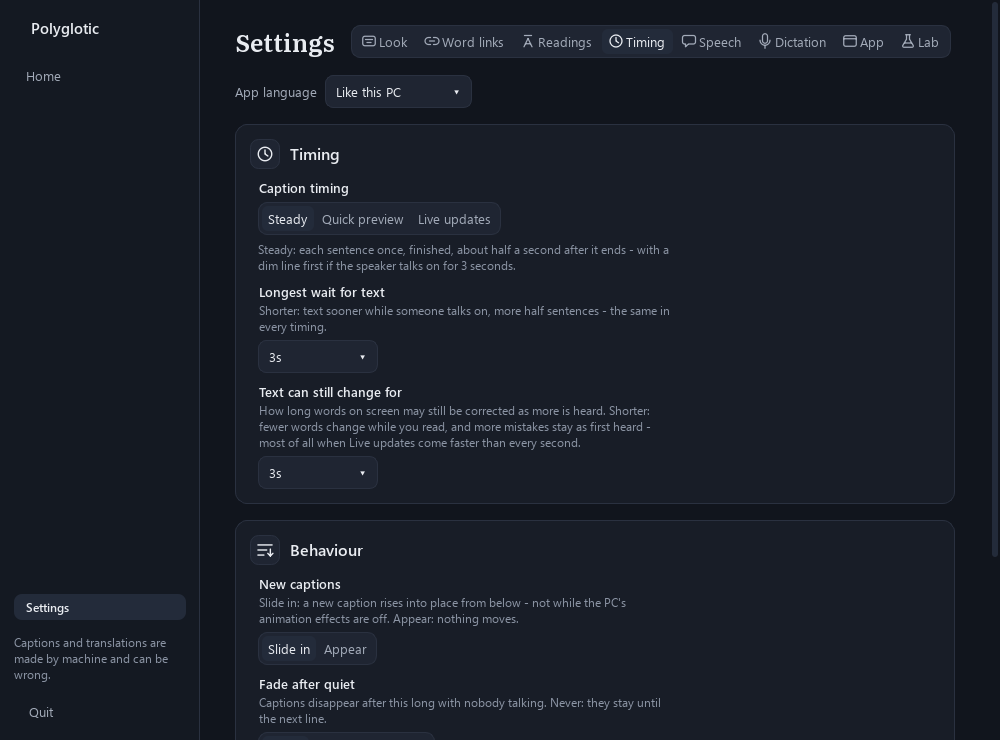 Polyglotic
Home
Settings
Captions and translations are
made by machine and can be
wrong.
Quit
Settings
Look
Word links
Readings
Timing
Speech
Dictation
App
Lab
App language
Like this PC
Timing
Caption timing
Steady
Quick preview
Live updates
Steady: each sentence once, finished, about half a second after it ends - with a
dim line first if the speaker talks on for 3 seconds.
Longest wait for text
Shorter: text sooner while someone talks on, more half sentences - the same in
every timing.
3s
Text can still change for
How long words on screen may still be corrected as more is heard. Shorter:
fewer words change while you read, and more mistakes stay as first heard -
most of all when Live updates come faster than every second.
3s
Behaviour
New captions
Slide in: a new caption rises into place from below - not while the PC's
animation effects are off. Appear: nothing moves.
Slide in
Appear
Fade after quiet
Captions disappear after this long with nobody talking. Never: they stay until
the next line.